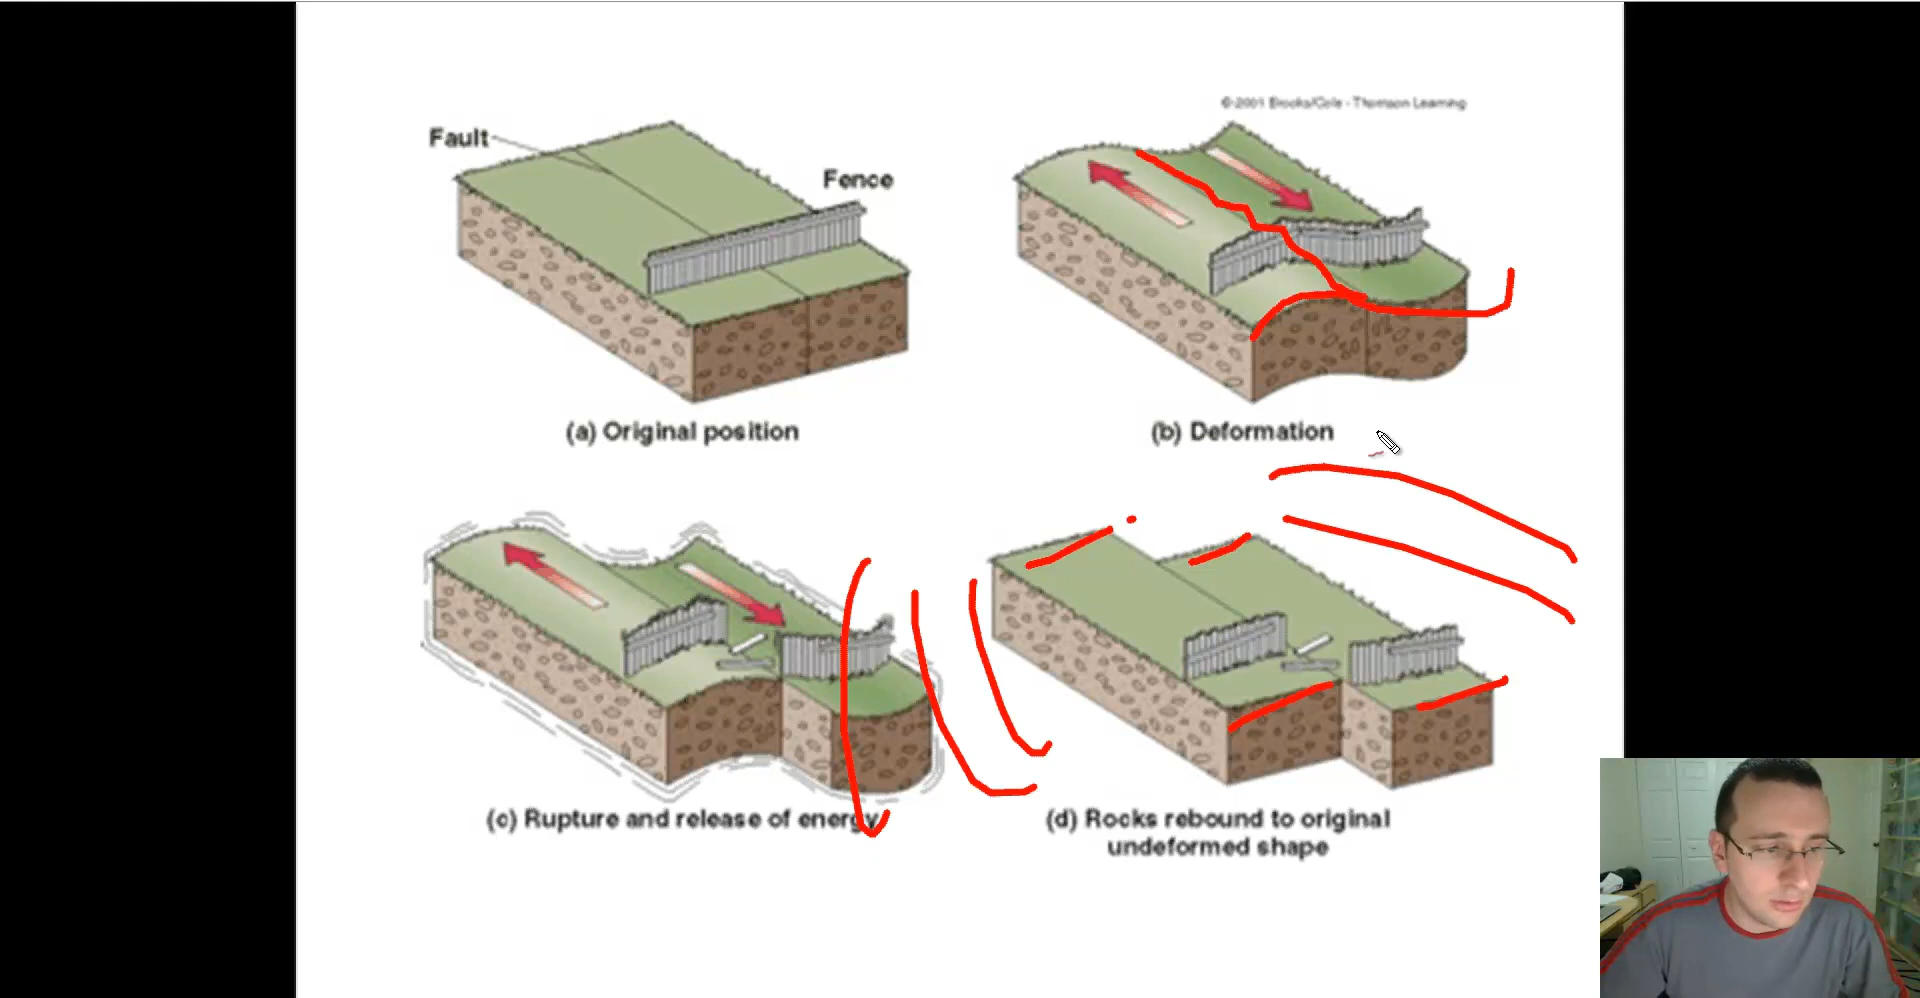 © 2001 Brooks/Cole - Thomson Learning
Fault
Fence
(a) Original position
(b) Deformation
(c) Rupture and release of energy
(d) Rocks rebound to original
undeformed shape